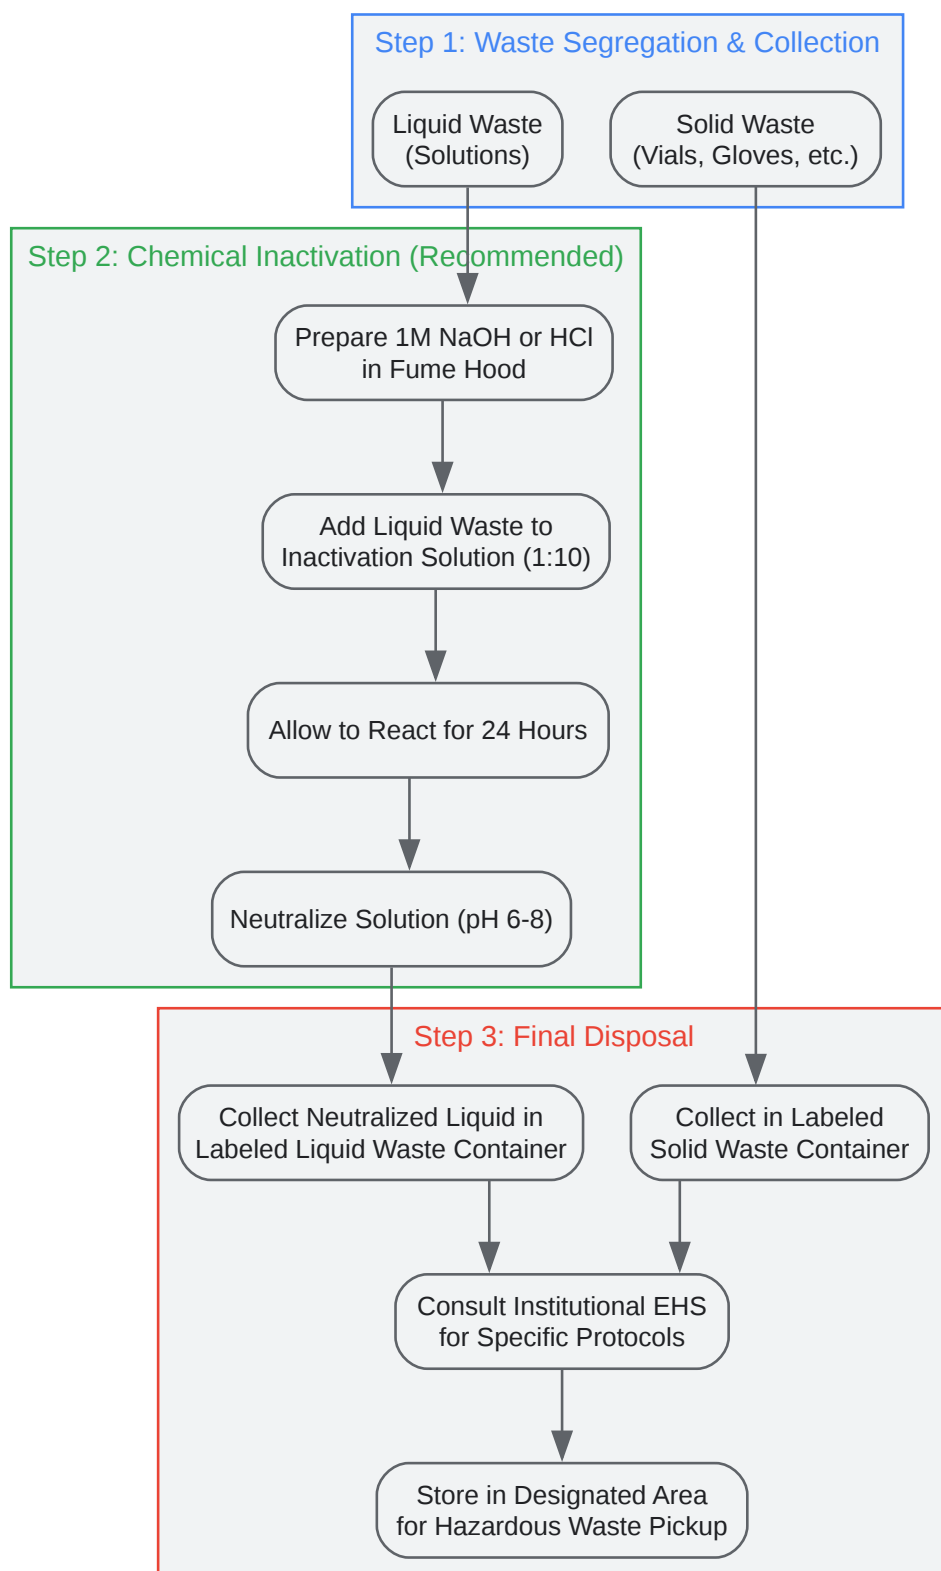 Step 1: Waste Segregation & Collection
Liquid Waste
(Solutions)
Solid Waste
(Vials, Gloves, etc.)
Step 2: Chemical Inactivation (Recommended)
Prepare 1M NaOH or HCl
in Fume Hood
Add Liquid Waste to
Inactivation Solution (1:10)
Allow to React for 24 Hours
Neutralize Solution (pH 6-8)
Step 3: Final Disposal
Collect Neutralized Liquid in
Labeled Liquid Waste Container
Collect in Labeled
Solid Waste Container
Consult Institutional EHS
for Specific Protocols
Store in Designated Area
for Hazardous Waste Pickup